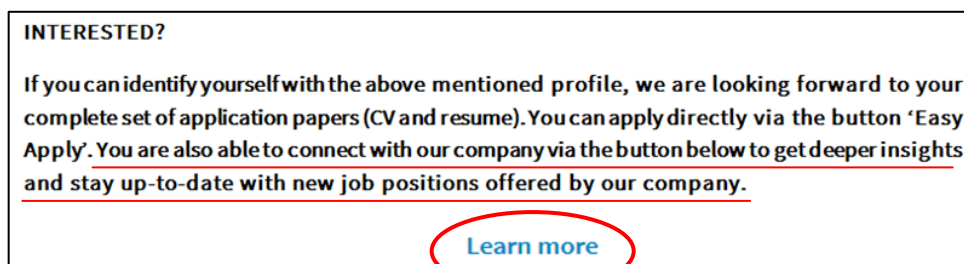 INTERESTED?
If you can identify yourself with the above mentioned profile, we are looking forward to your
complete set of application papers (CV and resume). You can apply directly via the button ‘Easy
Apply’. You are also able to connect with our company via the button below to get deeper insights
and stay up-to-date with new job positions offered by our company.
Learn more